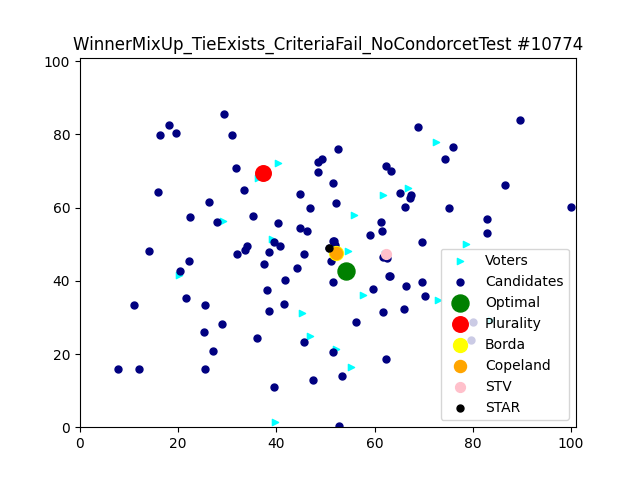 WinnerMixUp_TieExists_CriteriaFail_NoCondorcetTest #10774
100
80
60
40
20
0
0 20 40 60 80 100
Voters
Candidates
Optimal
Plurality
Borda
Copeland
STV
STAR